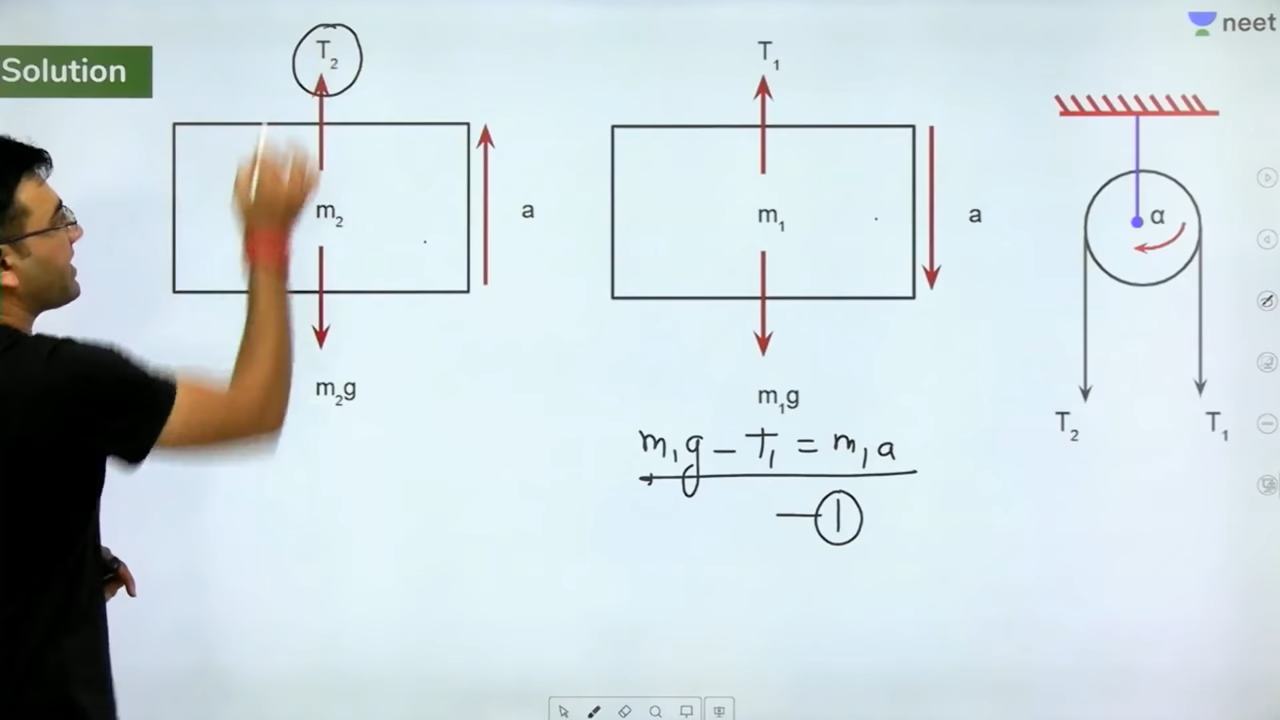 neet
Solution
T₂
m₂
a
m₂g
T₁
m₁
a
m₁g
α
T₂
T₁
m₁g – T₁ = m₁a
– 1